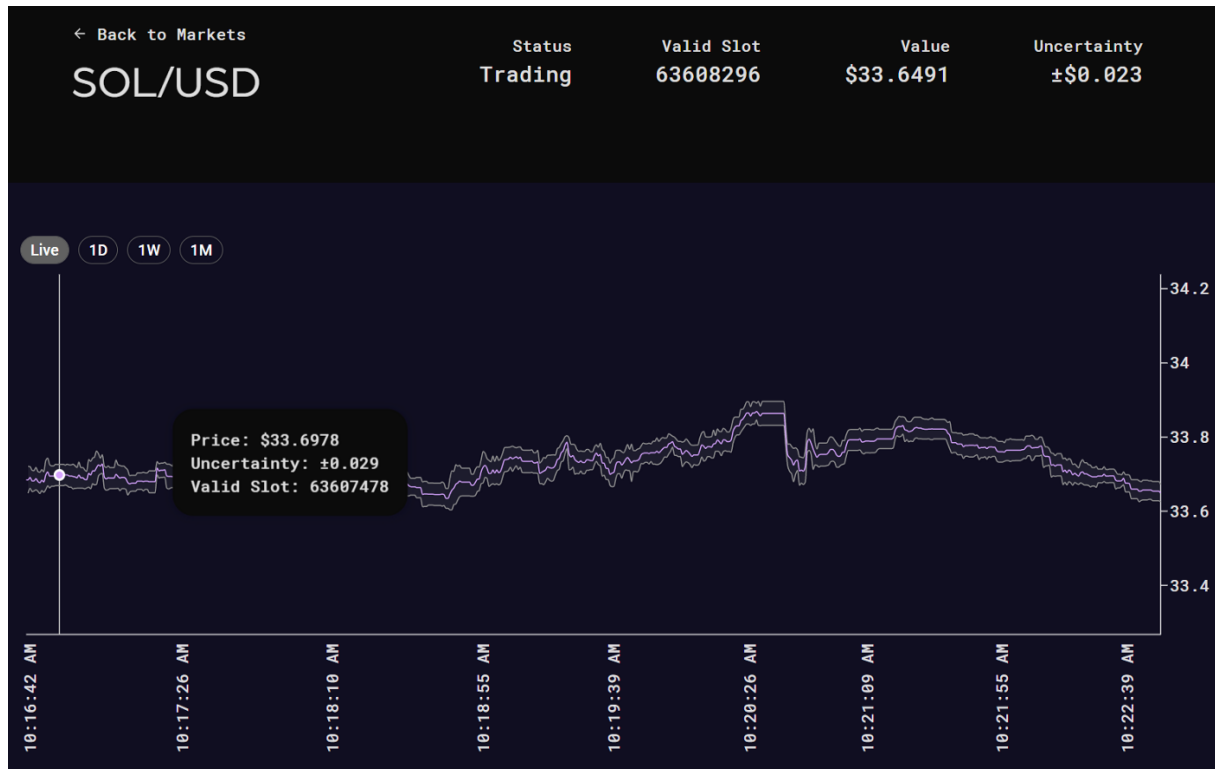 ← Back to Markets
SOL/USD
Status
Trading
Valid Slot
63608296
Value
$33.6491
Uncertainty
±$0.023
Live
1D
1W
1M
Price: $33.6978
Uncertainty: ±0.029
Valid Slot: 63607478
34.2
34
33.8
33.6
33.4
10:16:42 AM
10:17:26 AM
10:18:10 AM
10:18:55 AM
10:19:39 AM
10:20:26 AM
10:21:09 AM
10:21:55 AM
10:22:39 AM